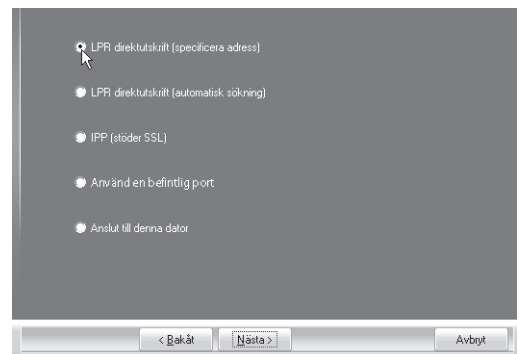 LPR direktutskrift (specificera adress)
LPR direktutskrift (automatisk sökning)
IPP (stöder SSL)
Använd en befintlig port
Anslut till denna dator
< Bakåt Nästa > Avbryt